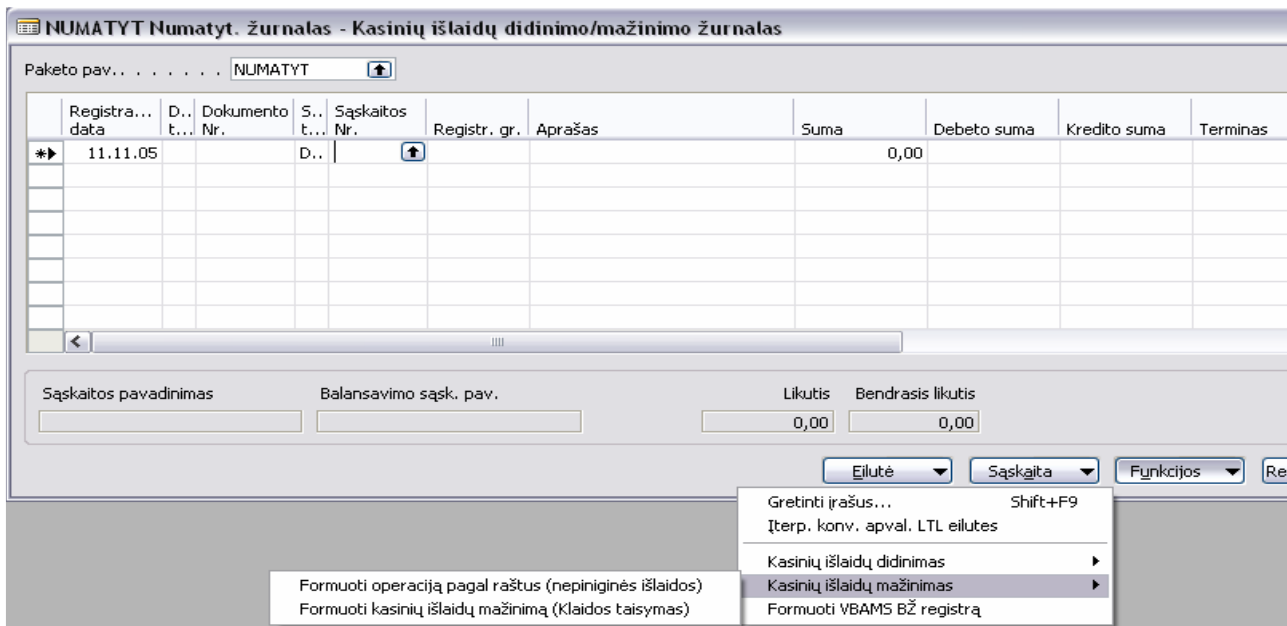 NUMATYT Numatyt. žurnalas - Kasinių išlaidų didinimo/mažinimo žurnalas
Paketo pav.. . . . . . . NUMATYT
Registra... D.. Dokumento S.. Sąskaitos
data t... Nr. t... Nr. Registr. gr. Aprašas Suma Debeto suma Kredito suma Terminas
11.11.05 D.. 0,00
Sąskaitos pavadinimas Balansavimo sąsk. pav. Likutis Bendrasis likutis
0,00 0,00
Eilutė Sąskaita Funkcijos Re
Gretinti įrašus... Shift+F9
Įterp. konv. apval. LTL eilutes
Kasinių išlaidų didinimas
Formuoti operaciją pagal raštus (nepiniginės išlaidos) Kasinių išlaidų mažinimas
Formuoti kasinių išlaidų mažinimą (Klaidos taisymas) Formuoti VBAMS BŽ registrą